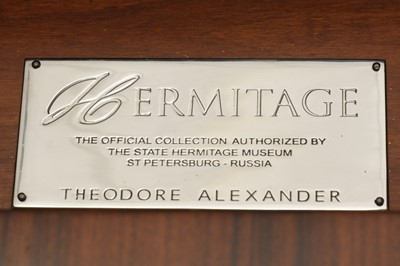 HERMITAGE
THE OFFICIAL COLLECTION AUTHORIZED BY
THE STATE HERMITAGE MUSEUM
ST PETERSBURG - RUSSIA
THEODORE ALEXANDER